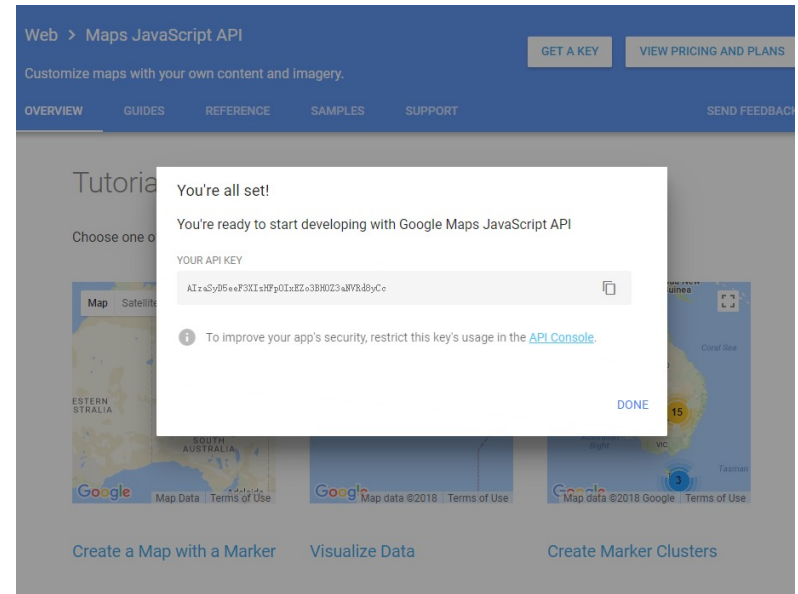 Web > Maps JavaScript API
GET A KEY
VIEW PRICING AND PLANS
Customize maps with your own content and imagery.
OVERVIEW GUIDES REFERENCE SAMPLES SUPPORT
SEND FEEDBACK
Tutoria
You're all set!
You're ready to start developing with Google Maps JavaScript API
Choose one o
YOUR API KEY
Map Satellite
To improve your app's security, restrict this key's usage in the API Console.
Coral Sea
DONE
ESTERN
STRALIA
15
SOUTH
AUSTRALIA
VIC
Tasman
3
Google
Map Data Terms of Use
Google
Map data ©2018 Terms of Use
Google
Map data ©2018 Google Terms of Use
Create a Map with a Marker
Visualize Data
Create Marker Clusters